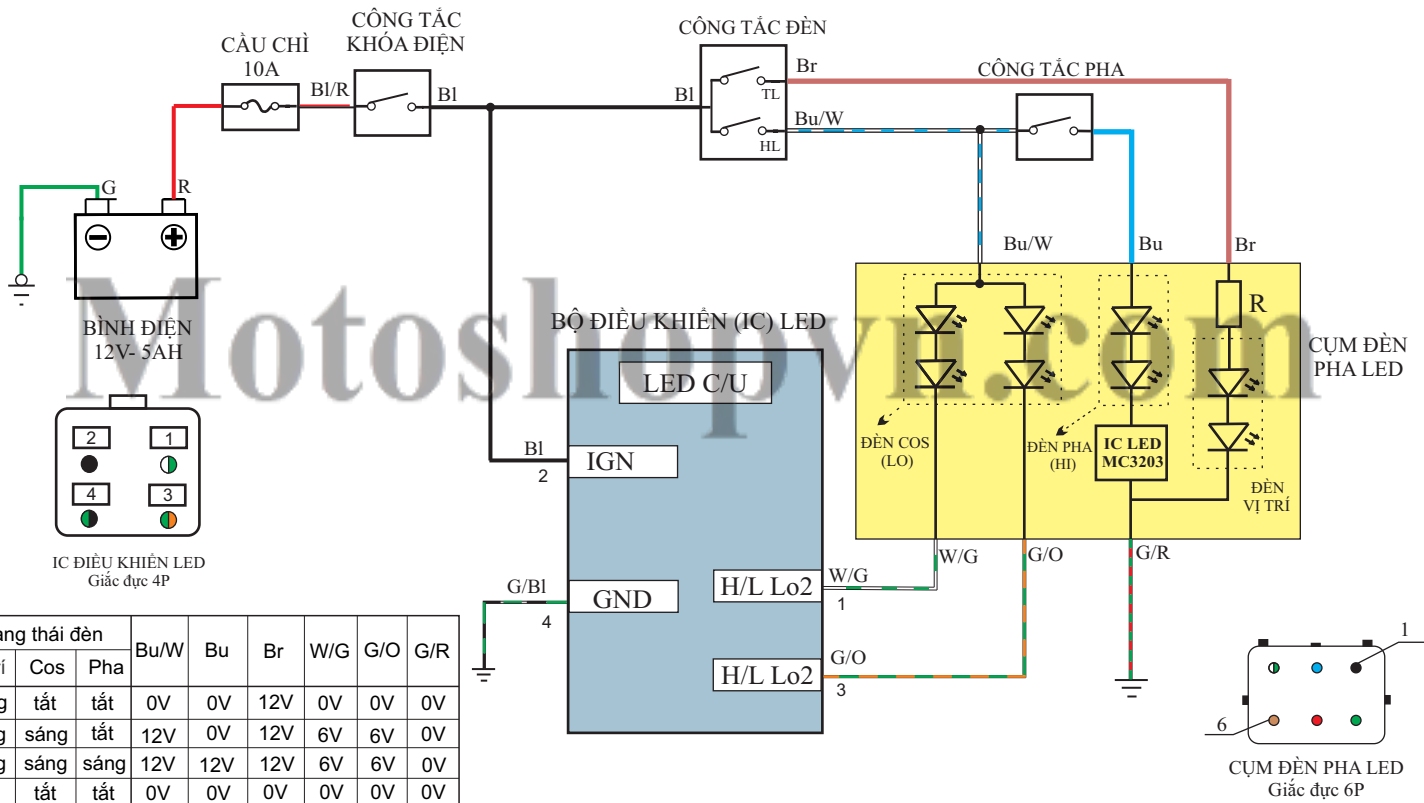 CÔNG TẮC
KHÓA ĐIỆN
CÔNG TẮC ĐÈN
CẦU CHÌ
10A
Bl/R
Bl
Bl
Br
TL
CÔNG TẮC PHA
Bu/W
HL
G
R
Bu/W
Bu
Br
BÌNH ĐIỆN
12V- 5AH
BỘ ĐIỀU KHIỂN (IC) LED
R
CỤM ĐÈN
PHA LED
Motoshopvn.com
LED C/U
ĐÈN COS
(LO)
ĐÈN PHA
(HI)
IC LED
MC3203
ĐÈN
VỊ TRÍ
2
1
4
3
IC ĐIỀU KHIỂN LED
Giắc đực 4P
Bl
2
IGN
W/G
G/O
G/R
G/Bl
4
GND
H/L Lo2
W/G
1
H/L Lo2
G/O
3
ạng thái đèn Bu/W Bu Br W/G G/O G/R
í Cos Pha
g tắt tắt 0V 0V 12V 0V 0V 0V
g sáng tắt 12V 0V 12V 6V 6V 0V
g sáng sáng 12V 12V 12V 6V 6V 0V
tắt tắt 0V 0V 0V 0V 0V 0V
1
6
CỤM ĐÈN PHA LED
Giắc đực 6P